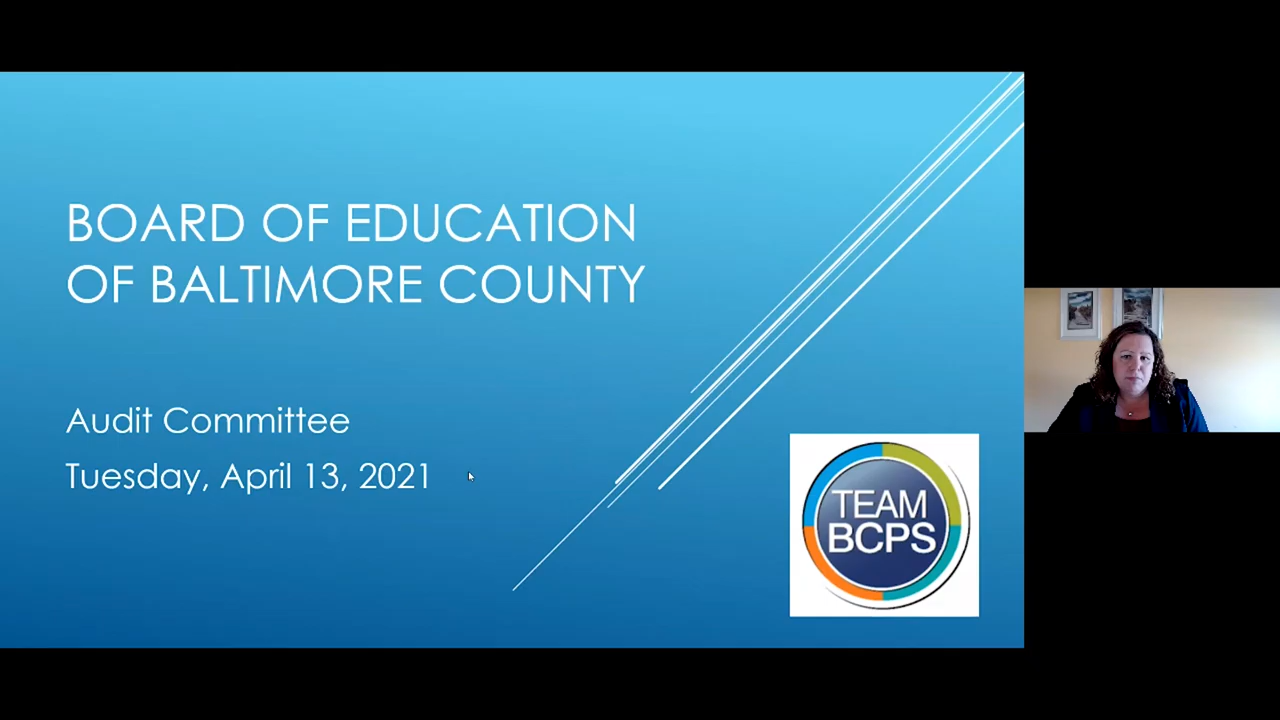 BOARD OF EDUCATION
OF BALTIMORE COUNTY
Audit Committee
Tuesday, April 13, 2021
TEAM
BCPS